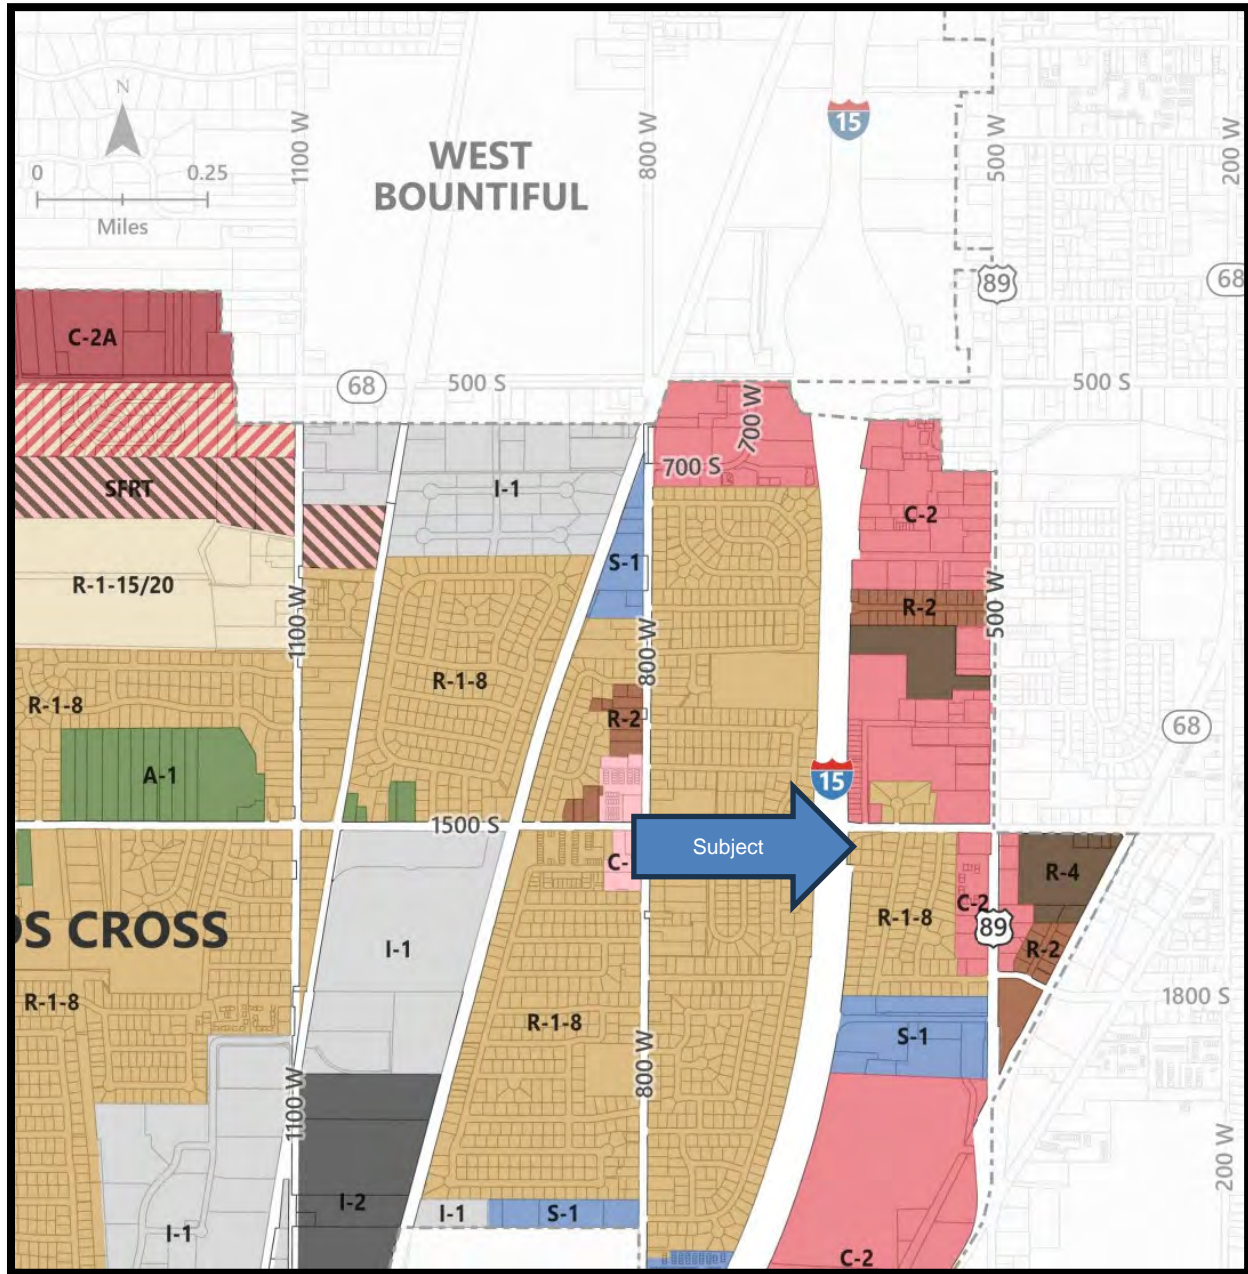 N
0 0.25
Miles
1100 W
WEST
BOUNTIFUL
800 W
15
500 W
200 W
89
68
C-2A
68
500 S
500 S
700 W
700 S
SFRT
I-1
C-2
S-1
R-1-15/20
1100 W
R-2
500 W
800 W
R-1-8
R-1-8
R-2
68
A-1
15
1500 S
Subject
C-
R-4
R-1-8
C-2
89
OS CROSS
I-1
R-2
R-1-8
R-1-8
1800 S
S-1
800 W
1100 W
200 W
I-2
I-1
S-1
I-1
C-2